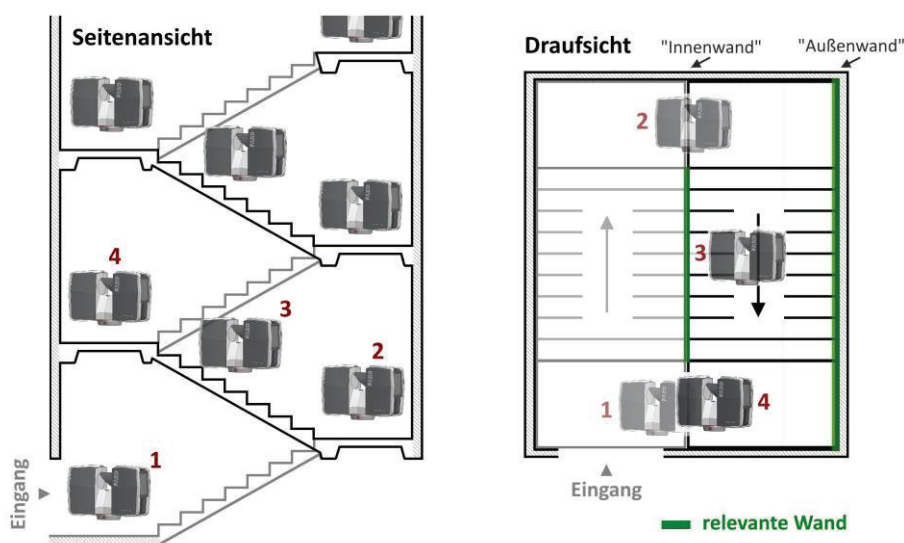 Seitenansicht
4
3
2
1
Eingang
Draufsicht
"Innenwand"
"Außenwand"
2
3
1
4
Eingang
relevante Wand